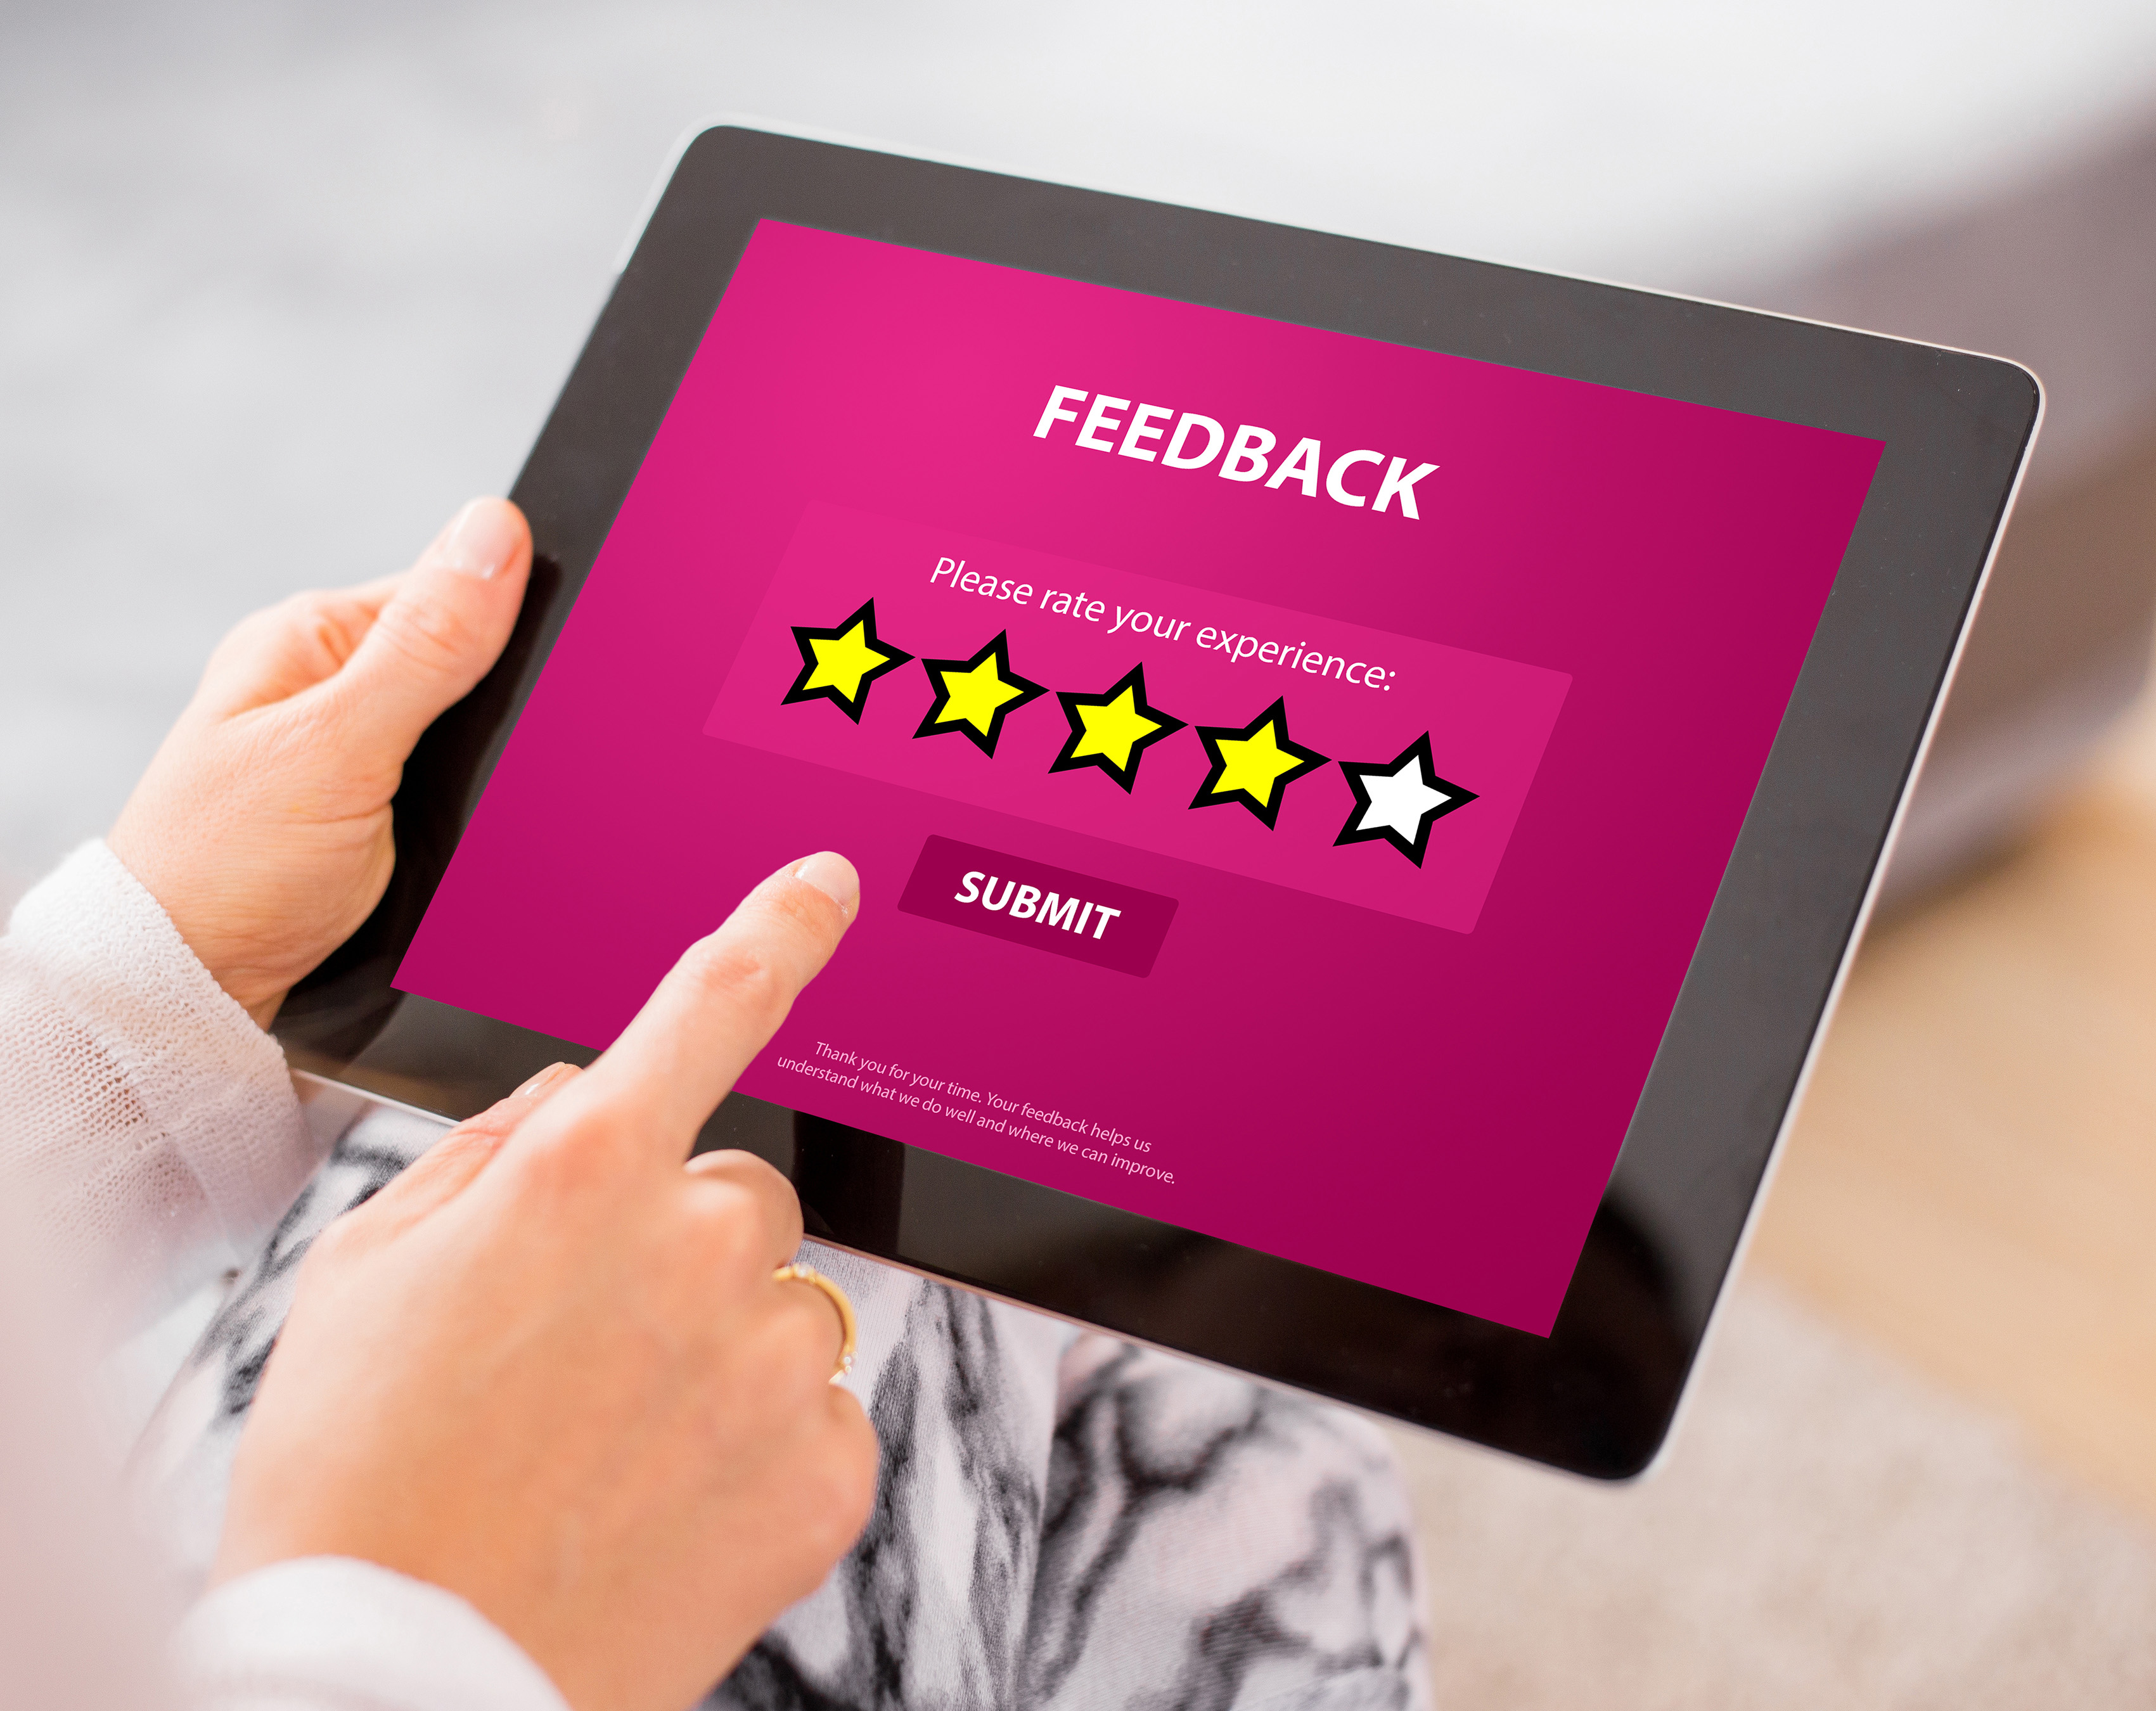 FEEDBACK
Please rate your experience:
SUBMIT
Thank you for your time. Your feedback helps us
understand what we do well and where we can improve.